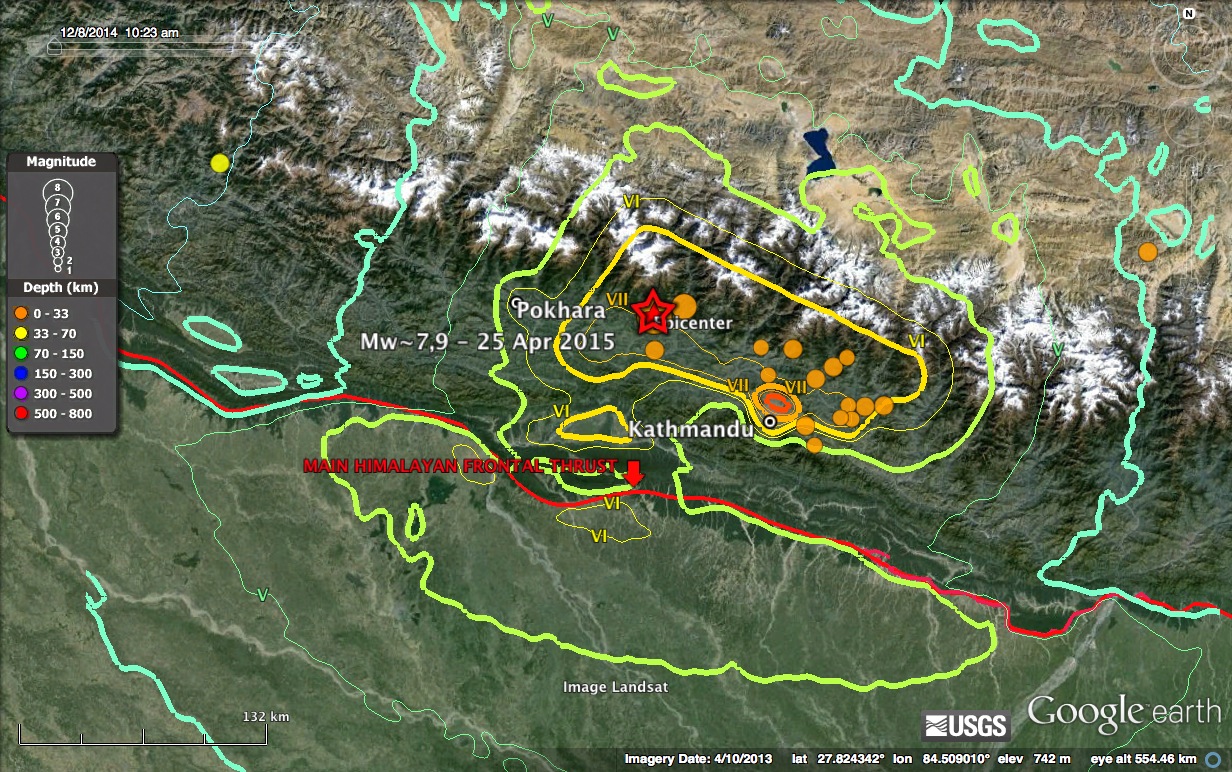 12/8/2014 10:23 am
N
V
V
Magnitude
8
7
6
5
4
3
2
1
Depth (km)
0 - 33
33 - 70
70 - 150
150 - 300
300 - 500
500 - 800
VI
VII
Pokhara
Epicenter
Mw~7,9 - 25 Apr 2015
VI
V
VII
VII
VI
Kathmandu
MAIN HIMALAYAN FRONTAL THRUST
VI
VI
V
Image Landsat
132 km
USGS
Google earth
Imagery Date: 4/10/2013 lat 27.824342° lon 84.509010° elev 742 m eye alt 554.46 km